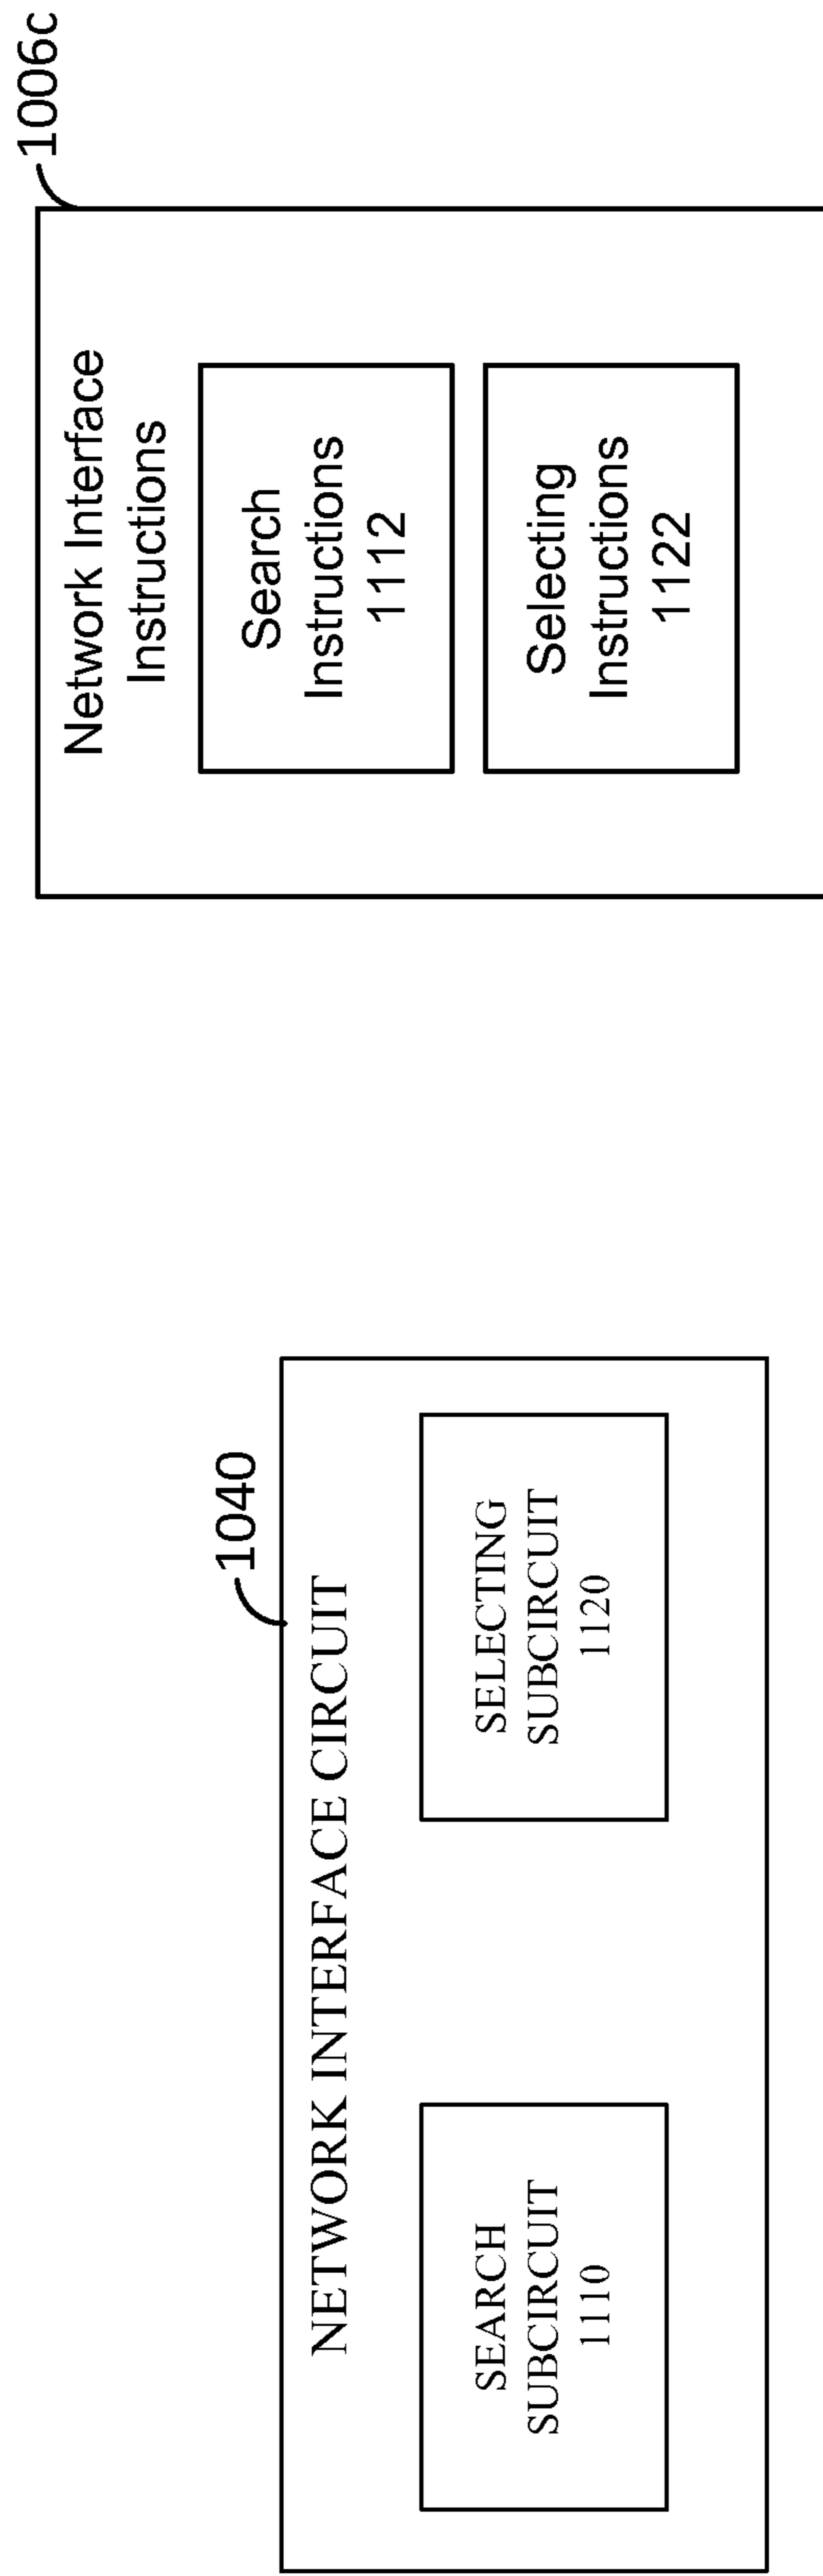 1040
NETWORK INTERFACE CIRCUIT
SEARCH
SUBCIRCUIT
1110
SELECTING
SUBCIRCUIT
1120
1006c
Network Interface
Instructions
Search
Instructions
1112
Selecting
Instructions
1122